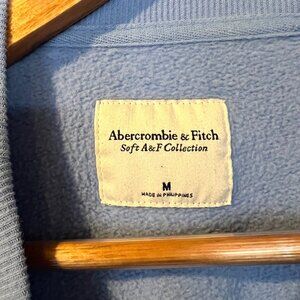 Abercrombie & Fitch
Soft A&F Collection
M
MADE IN PHILIPPINES